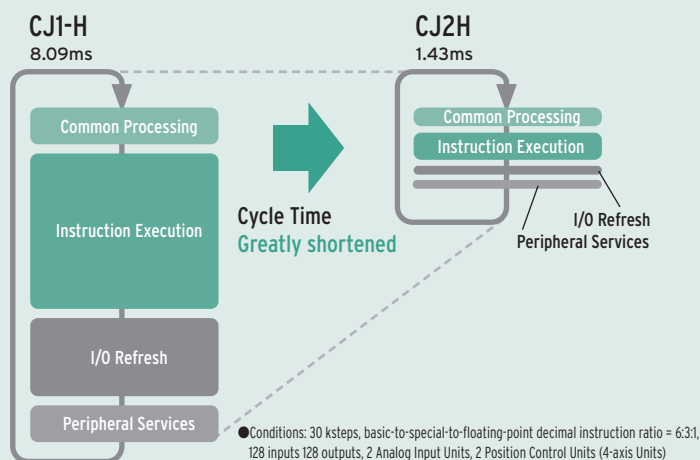 CJ1-H
8.09ms
CJ2H
1.43ms
Common Processing
Instruction Execution
I/O Refresh
Peripheral Services
Cycle Time
Greatly shortened
Common Processing
Instruction Execution
I/O Refresh
Peripheral Services
●Conditions: 30 ksteps, basic-to-special-to-floating-point decimal instruction ratio = 6:3:1,
128 inputs 128 outputs, 2 Analog Input Units, 2 Position Control Units (4-axis Units)